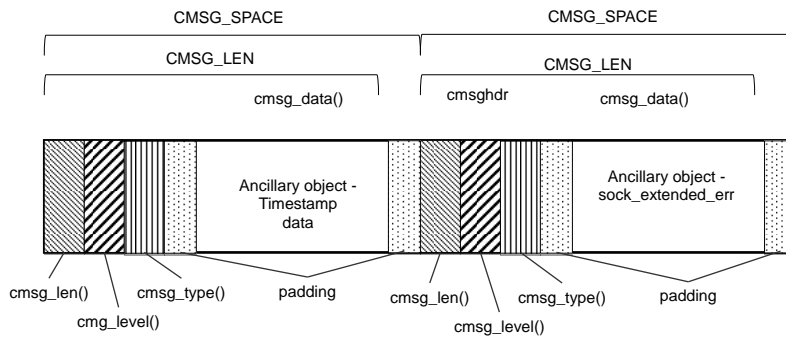 CMSG_SPACE
CMSG_SPACE
CMSG_LEN
CMSG_LEN
cmsg_data()
cmsghdr
cmsg_data()
Ancillary object -
Timestamp
data
Ancillary object -
sock_extended_err
cmsg_len()
cmg_level()
cmsg_type()
padding
cmsg_len()
cmsg_level()
cmsg_type()
padding